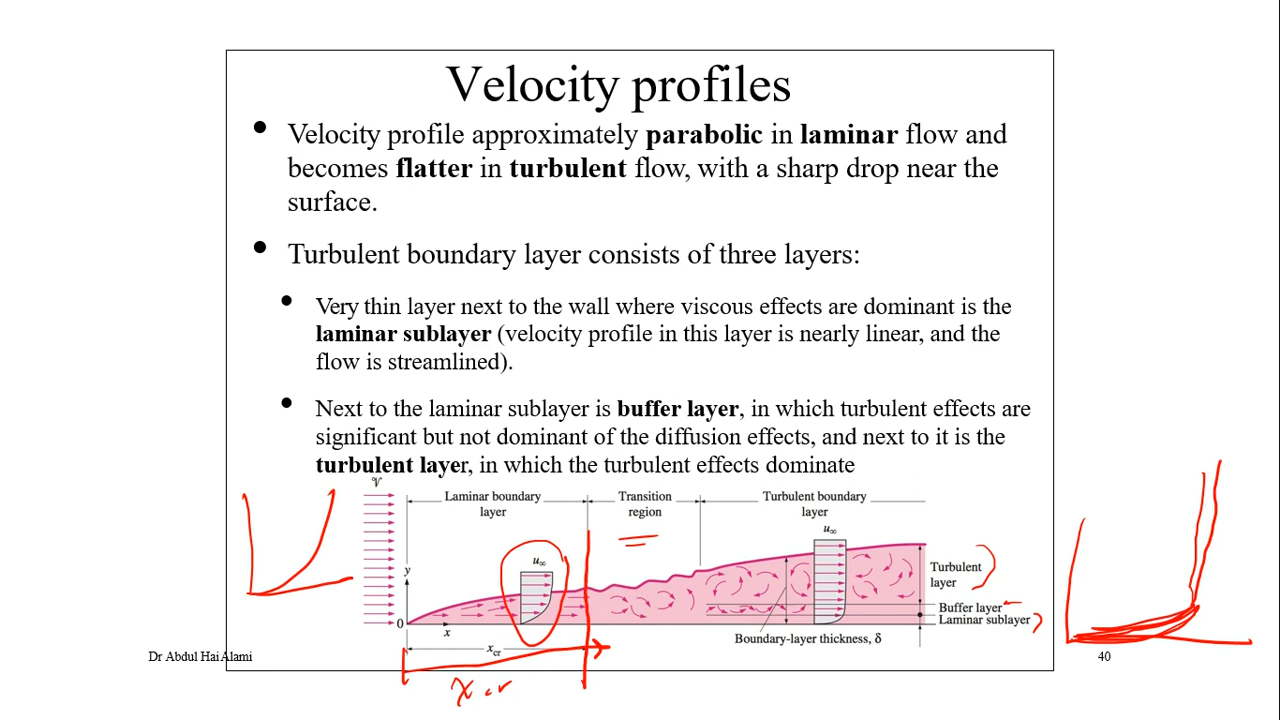 Velocity profiles
• Velocity profile approximately parabolic in laminar flow and
becomes flatter in turbulent flow, with a sharp drop near the
surface.
• Turbulent boundary layer consists of three layers:
• Very thin layer next to the wall where viscous effects are dominant is the
laminar sublayer (velocity profile in this layer is nearly linear, and the
flow is streamlined).
• Next to the laminar sublayer is buffer layer, in which turbulent effects are
significant but not dominant of the diffusion effects, and next to it is the
turbulent layer, in which the turbulent effects dominate
𝒱
Laminar boundary
layer
Transition
region
Turbulent boundary
layer
u∞
u∞
y
Turbulent
layer
Buffer layer
Laminar sublayer
0
x
Boundary-layer thickness, δ
xcr
Dr Abdul Hai Alami
40
x cr